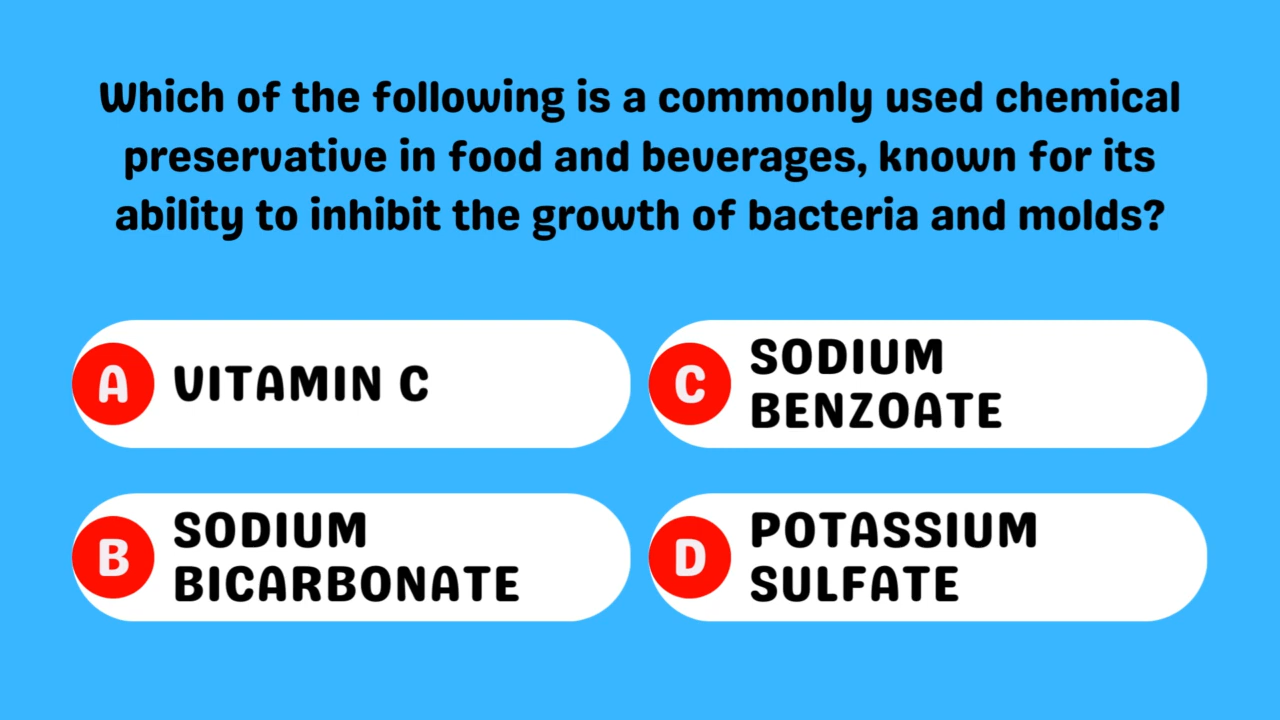 Which of the following is a commonly used chemical
preservative in food and beverages, known for its
ability to inhibit the growth of bacteria and molds?
A VITAMIN C
B SODIUM
BICARBONATE
C SODIUM
BENZOATE
D POTASSIUM
SULFATE